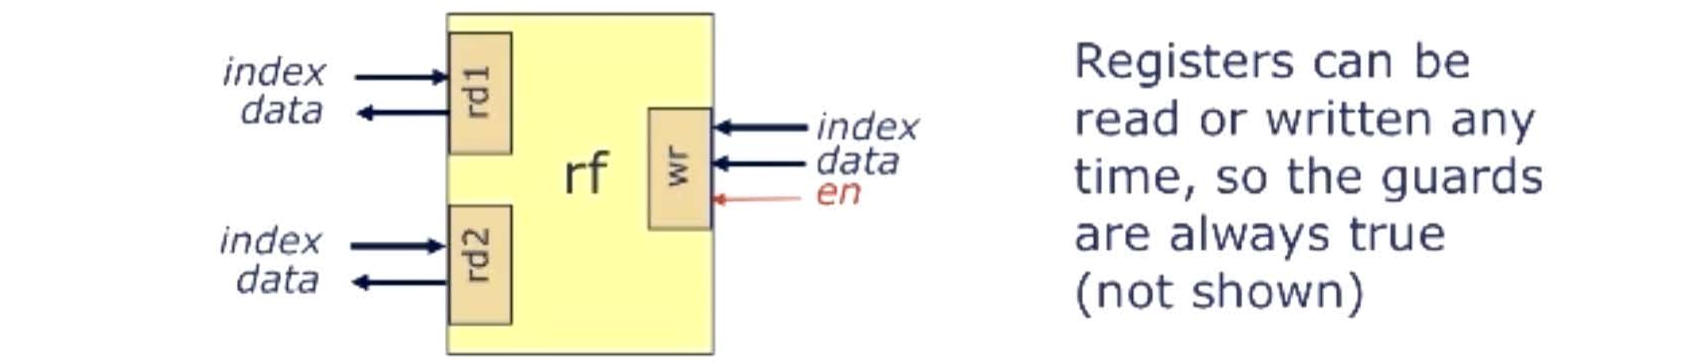 index
data
rd1
index
data
rd2
rf
wr
index
data
en
Registers can be
read or written any
time, so the guards
are always true
(not shown)